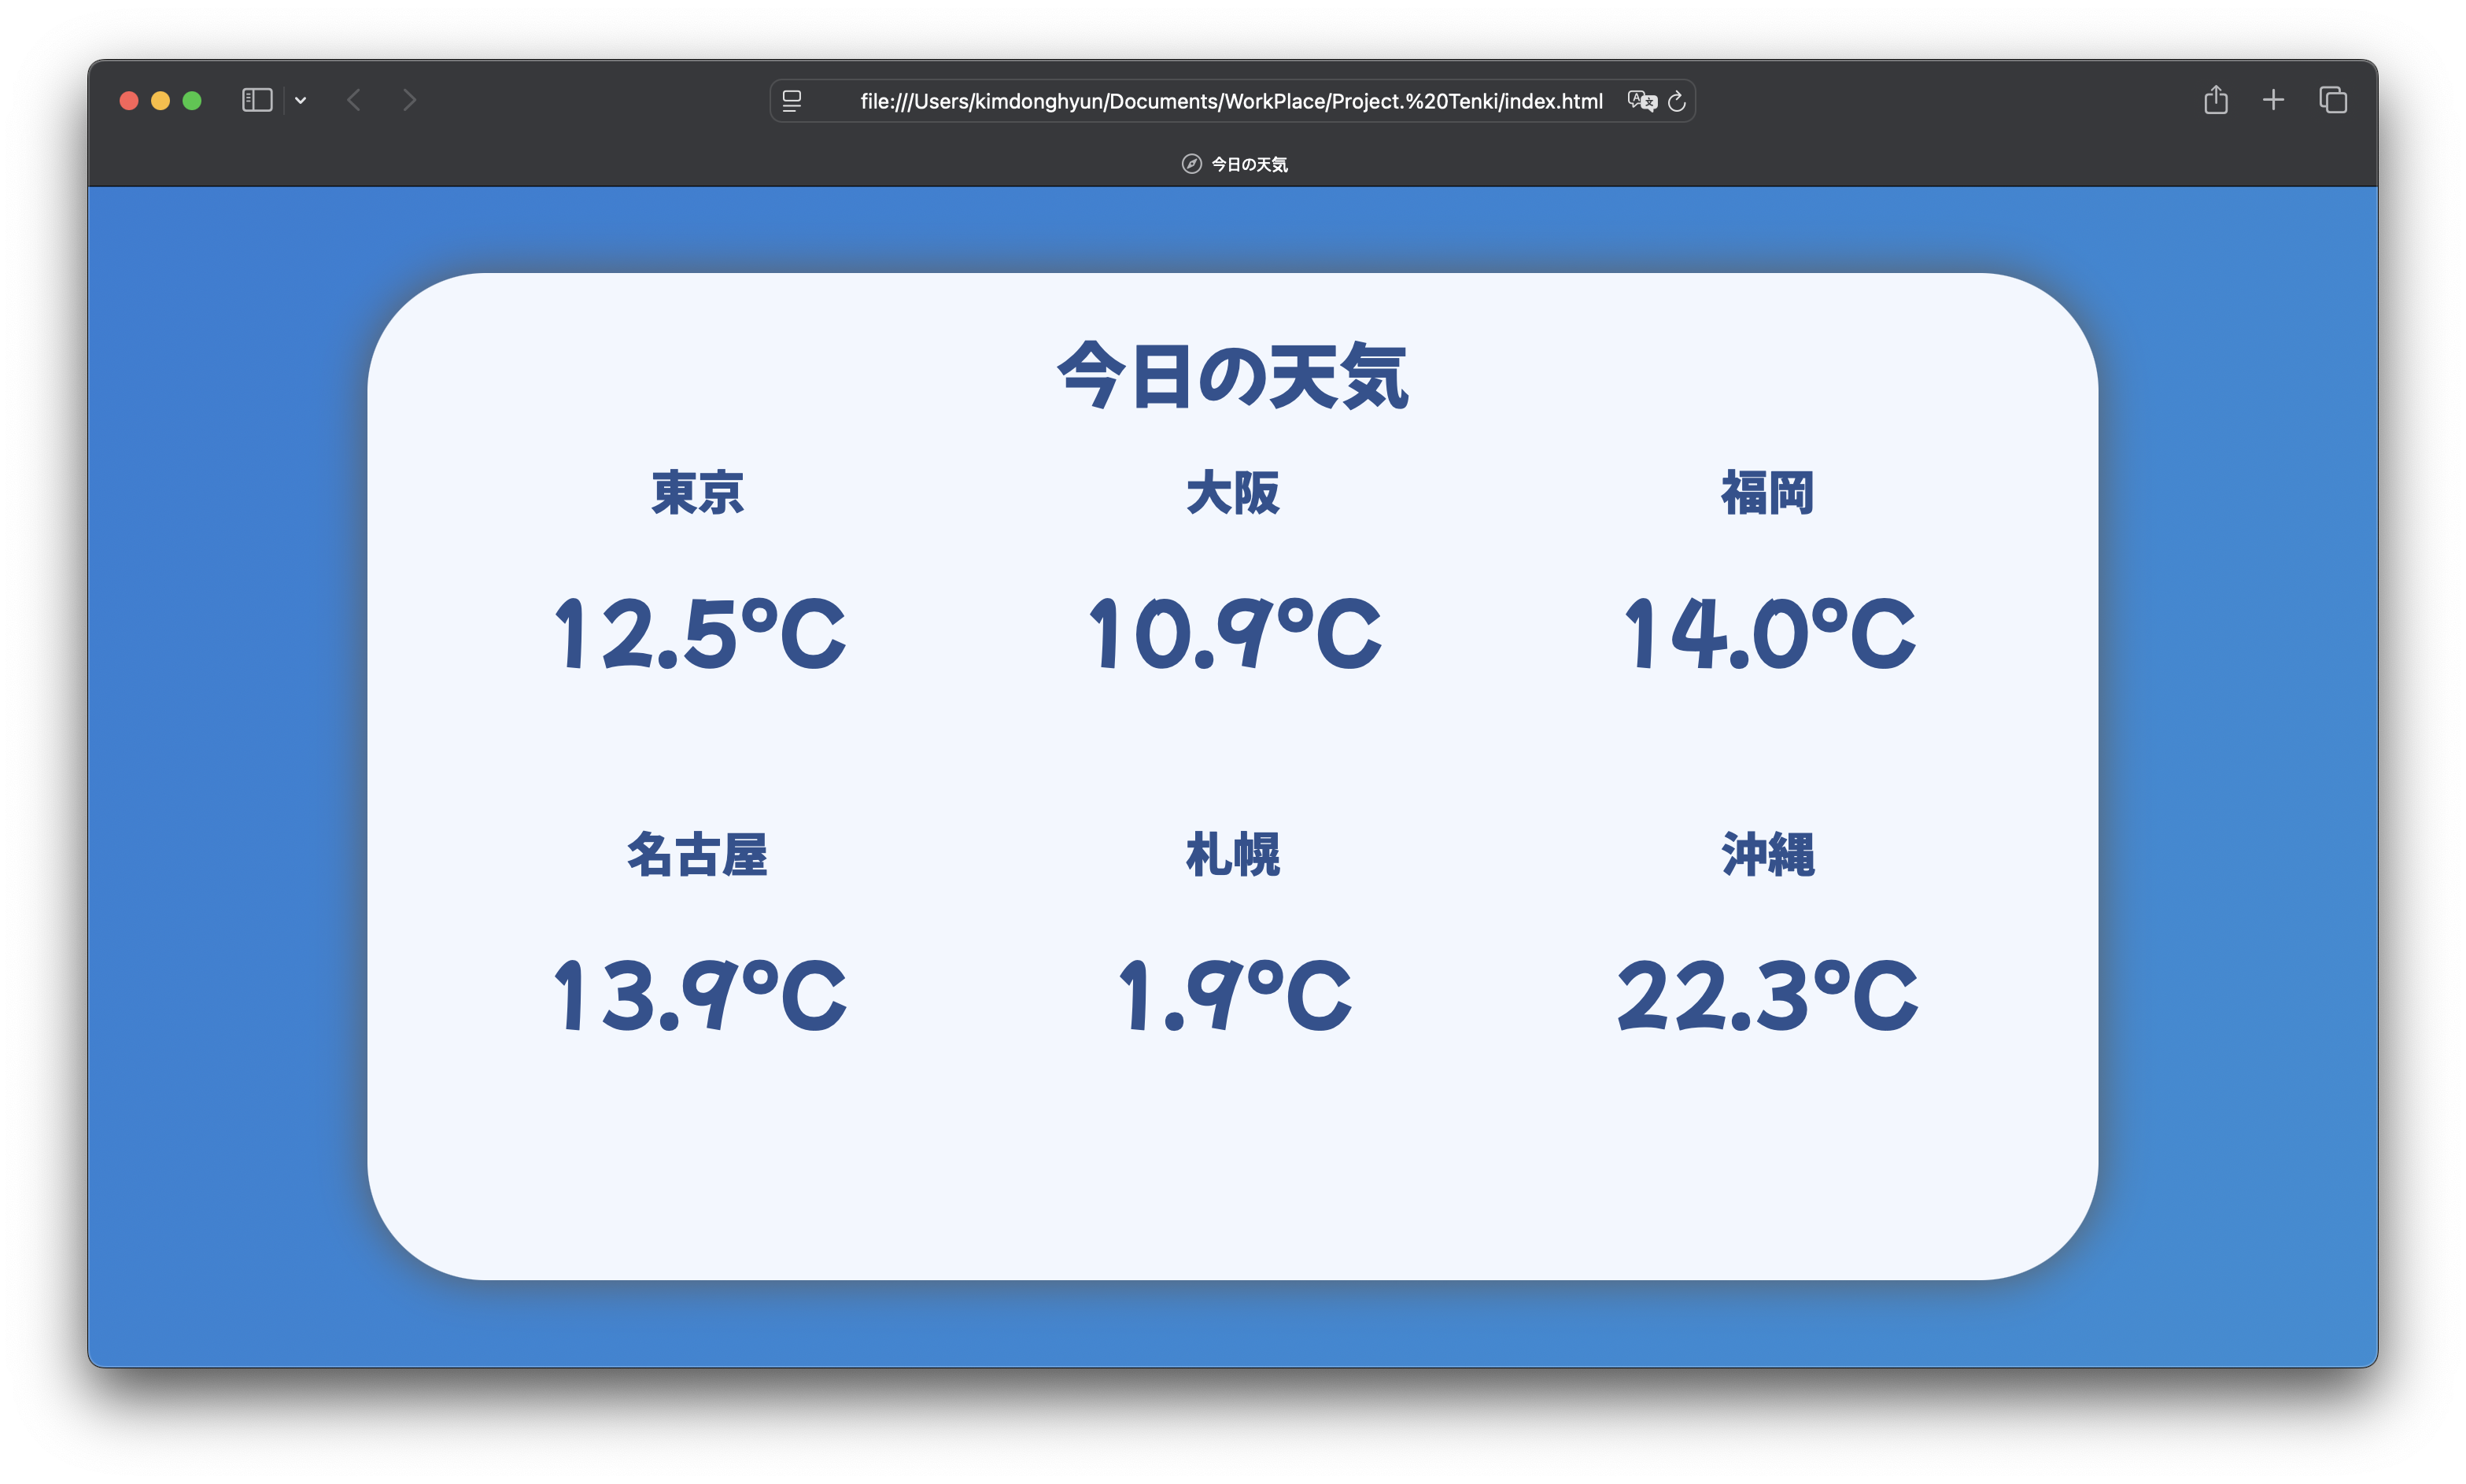 file:///Users/kimdonghyun/Documents/WorkPlace/Project.%20Tenki/index.html
今日の天気
今日の天気
東京
大阪
福岡
12.5°C
10.9°C
14.0°C
名古屋
札幌
沖縄
13.9°C
1.9°C
22.3°C